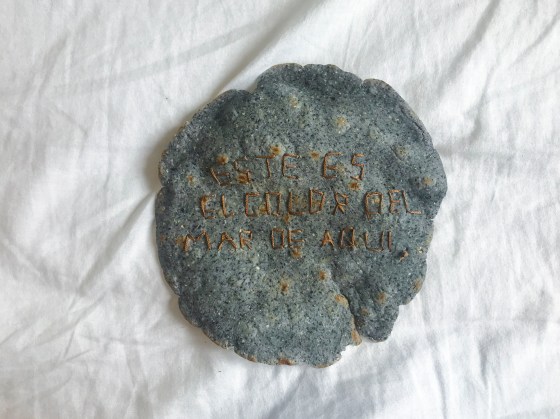 ESTE ES
EL COLOR DEL
MAR DE AQUI.